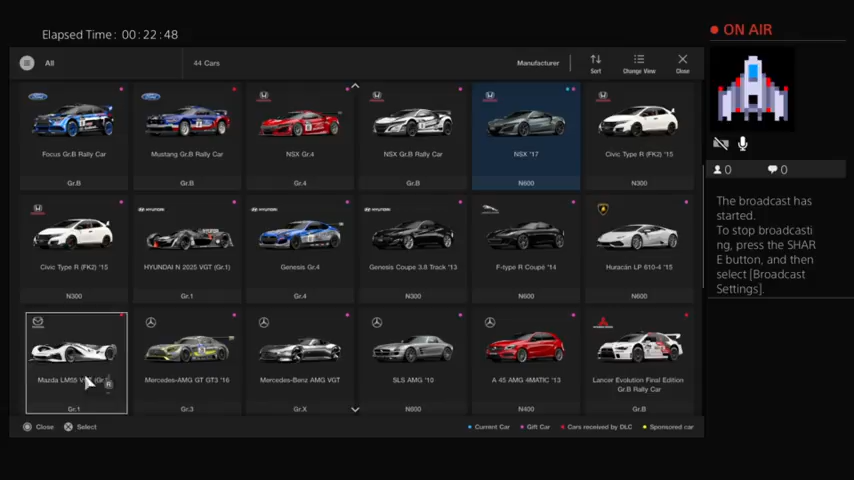 Elapsed Time: 00:22:48
ON AIR
All
44 Cars
Manufacturer
Sort
Change View
Close
Focus Gr.B Rally Car
Mustang Gr.B Rally Car
NSX Gr.4
NSX Gr.B Rally Car
NSX '17
Civic Type R (FK2) '15
Gr.B
Gr.B
Gr.4
Gr.B
N600
N300
Civic Type R (FK2) '15
HYUNDAI N 2025 VGT (Gr.1)
Genesis Gr.4
Genesis Coupe 3.8 Track '13
F-type R Coupé '14
Huracán LP 610-4 '15
N300
Gr.1
Gr.4
N300
N600
N600
Mazda LM55
Mercedes-AMG GT GT3 '16
Mercedes-Benz AMG VGT
SLS AMG '10
A 45 AMG 4MATIC '13
Lancer Evolution Final Edition
Gr.B Rally Car
Gr.1
Gr.3
Gr.X
N600
N400
Gr.B
Close
Select
Current Car
Gift Car
Cars received by DLC
Sponsored car
0
0
The broadcast has
started.
To stop broadcasti
ng, press the SHAR
E button, and then
select [Broadcast
Settings].